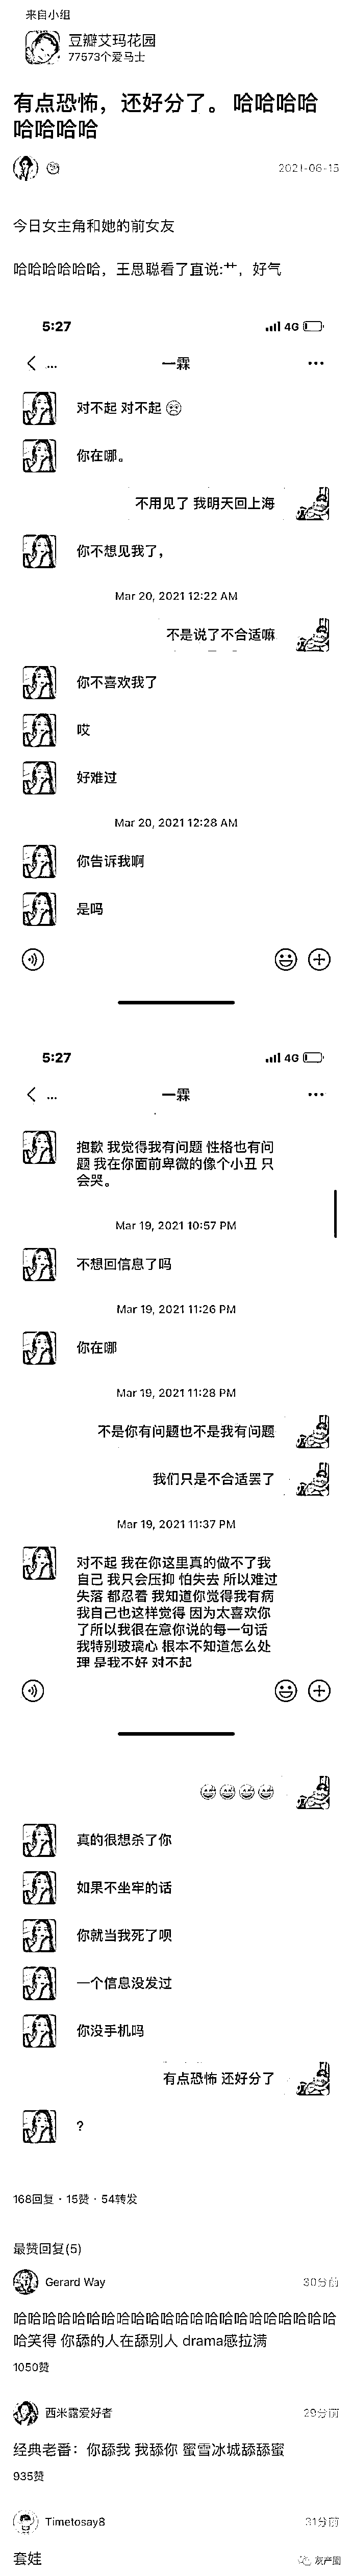 来自小组
豆瓣艾玛花园
77573个爱马士
有点恐怖，还好分了。 哈哈哈哈
哈哈哈哈
2021-06-15
今日女主角和她的前女友
哈哈哈哈哈哈，王思聪看了直说:艹，好气
5:27
4G
一霖
对不起 对不起
你在哪。
不用见了 我明天回上海
你不想见我了，
Mar 20, 2021 12:22 AM
不是说了不合适嘛
你不喜欢我了
哎
好难过
Mar 20, 2021 12:28 AM
你告诉我啊
是吗
5:27
4G
一霖
抱歉 我觉得我有问题 性格也有问
题 我在你面前卑微的像个小丑 只
会哭。
Mar 19, 2021 10:57 PM
不想回信息了吗
Mar 19, 2021 11:26 PM
你在哪
Mar 19, 2021 11:28 PM
不是你有问题也不是我有问题
我们只是不合适罢了
Mar 19, 2021 11:37 PM
对不起 我在你这里真的做不了我
自己 我只会压抑 怕失去 所以难过
失落 都忍着 我知道你觉得我有病
我自己也这样觉得 因为太喜欢你
了所以我很在意你说的每一句话
我特别玻璃心 根本不知道怎么处
理 是我不好 对不起
真的很想杀了你
如果不坐牢的话
你就当我死了呗
一个信息没发过
你没手机吗
有点恐怖 还好分了
?
168回复 · 15赞 · 54转发
最赞回复(5)
Gerard Way
30分前
哈哈哈哈哈哈哈哈哈哈哈哈哈哈哈哈哈哈哈哈哈哈
哈笑得 你舔的人在舔别人 drama感拉满
1050赞
西米露爱好者
29分前
经典老番：你舔我 我舔你 蜜雪冰城舔舔蜜
935赞
Timetosay8
31分前
套娃
灰产圈